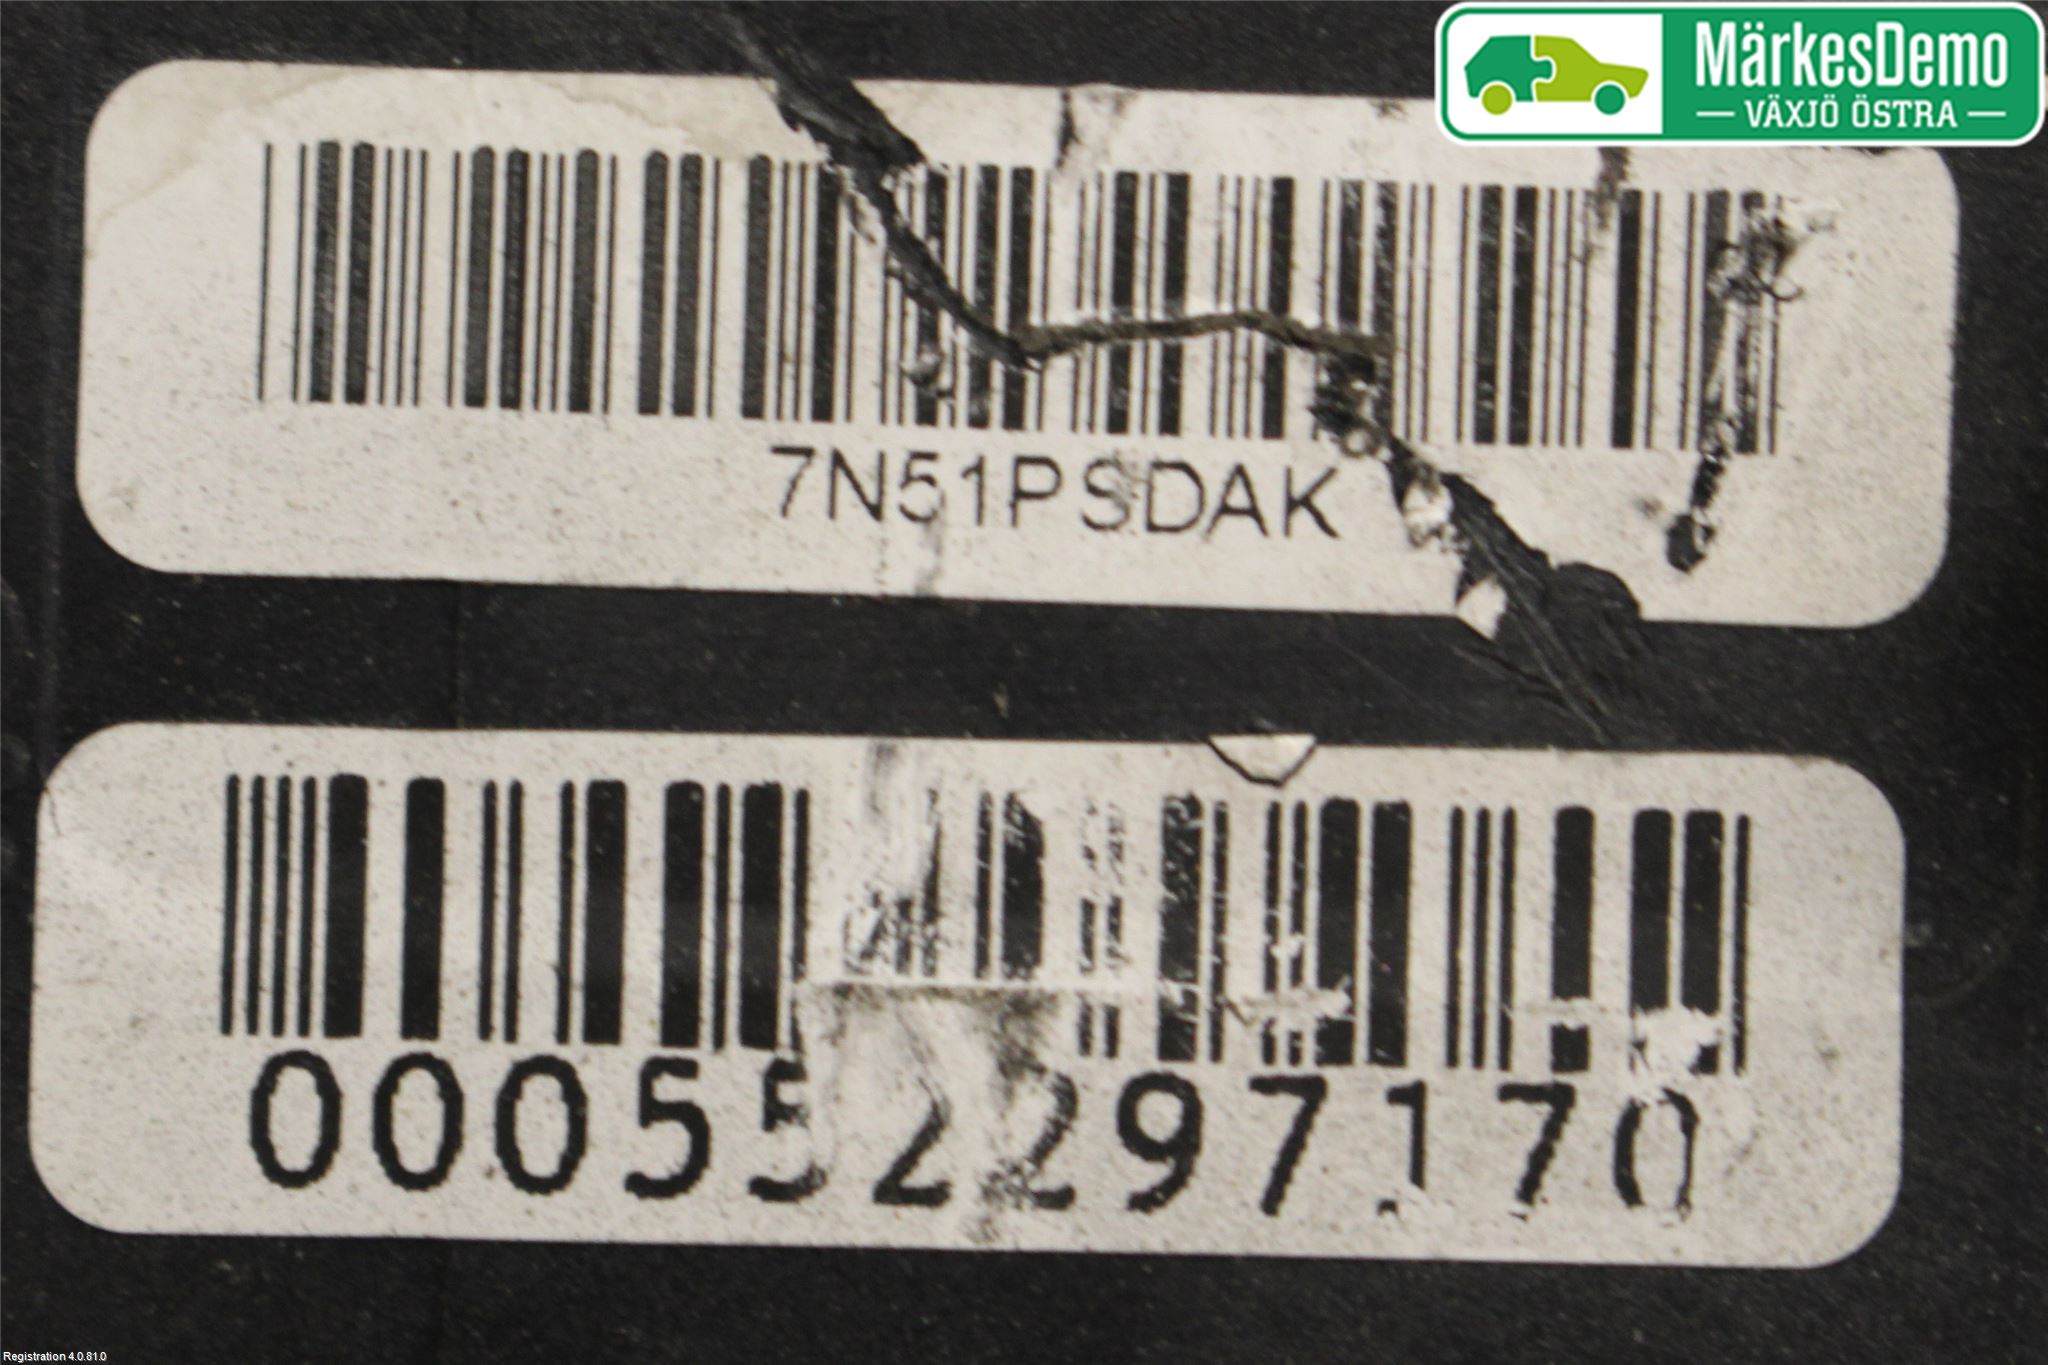 MärkesDemo
VÄXJÖ ÖSTRA
7N51PSDAK
000552297170
Registration 4.0.81.0